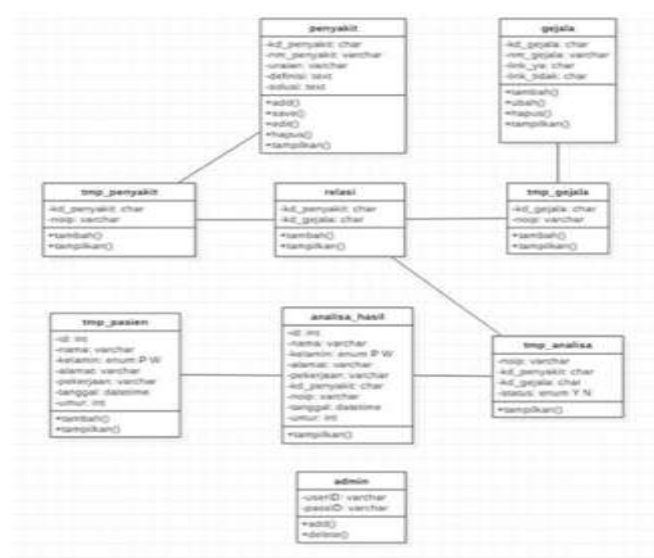 penyakit
-kd_penyakit: char
-nm_penyakit: varchar
-uraian: varchar
-definisi: text
-solusi: text
+add()
+save()
+edit()
+hapus()
+tampilkan()
gejala
-kd_gejala: char
-nm_gejala: varchar
-link_ya: char
-link_tidak: char
+tambah()
+ubah()
+hapus()
+tampilkan()
tmp_penyakit
-kd_penyakit: char
-noip: varchar
+tambah()
+tampilkan()
relasi
-kd_penyakit: char
-kd_gejala: char
+tambah()
+tampilkan()
tmp_gejala
-kd_gejala: char
-noip: varchar
+tambah()
+tampilkan()
tmp_pasien
-id: int
-nama: varchar
-kelamin: enum P W
-alamat: varchar
-pekerjaan: varchar
-tanggal: datetime
-umur: int
+tambah()
+tampilkan()
analisa_hasil
-id: int
-nama: varchar
-kelamin: enum P W
-alamat: varchar
-pekerjaan: varchar
-kd_penyakit: char
-noip: varchar
-tanggal: datetime
-umur: int
+tampilkan()
tmp_analisa
-noip: varchar
-kd_penyakit: char
-kd_gejala: char
-status: enum Y N
+tampilkan()
admin
-userID: varchar
-passID: varchar
+add()
+delete()